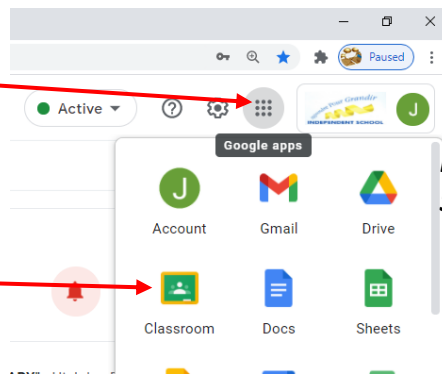 Paused
Active
INDEPENDENT SCHOOL
J
Google apps
J
Account Gmail Drive
Classroom Docs Sheets